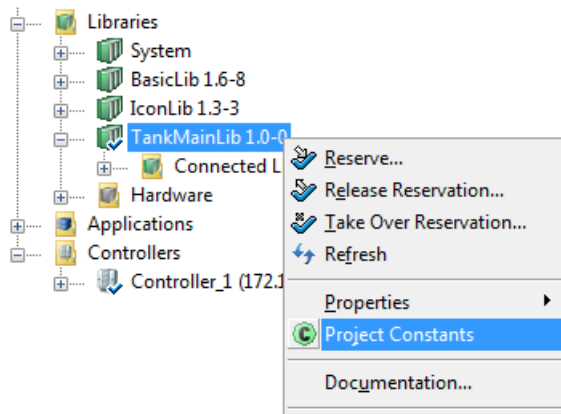 Libraries
System
BasicLib 1.6-8
IconLib 1.3-3
TankMainLib 1.0-0
Connected L
Hardware
Applications
Controllers
Controller_1 (172.1
Reserve...
Release Reservation...
Take Over Reservation...
Refresh
Properties
Project Constants
Documentation...